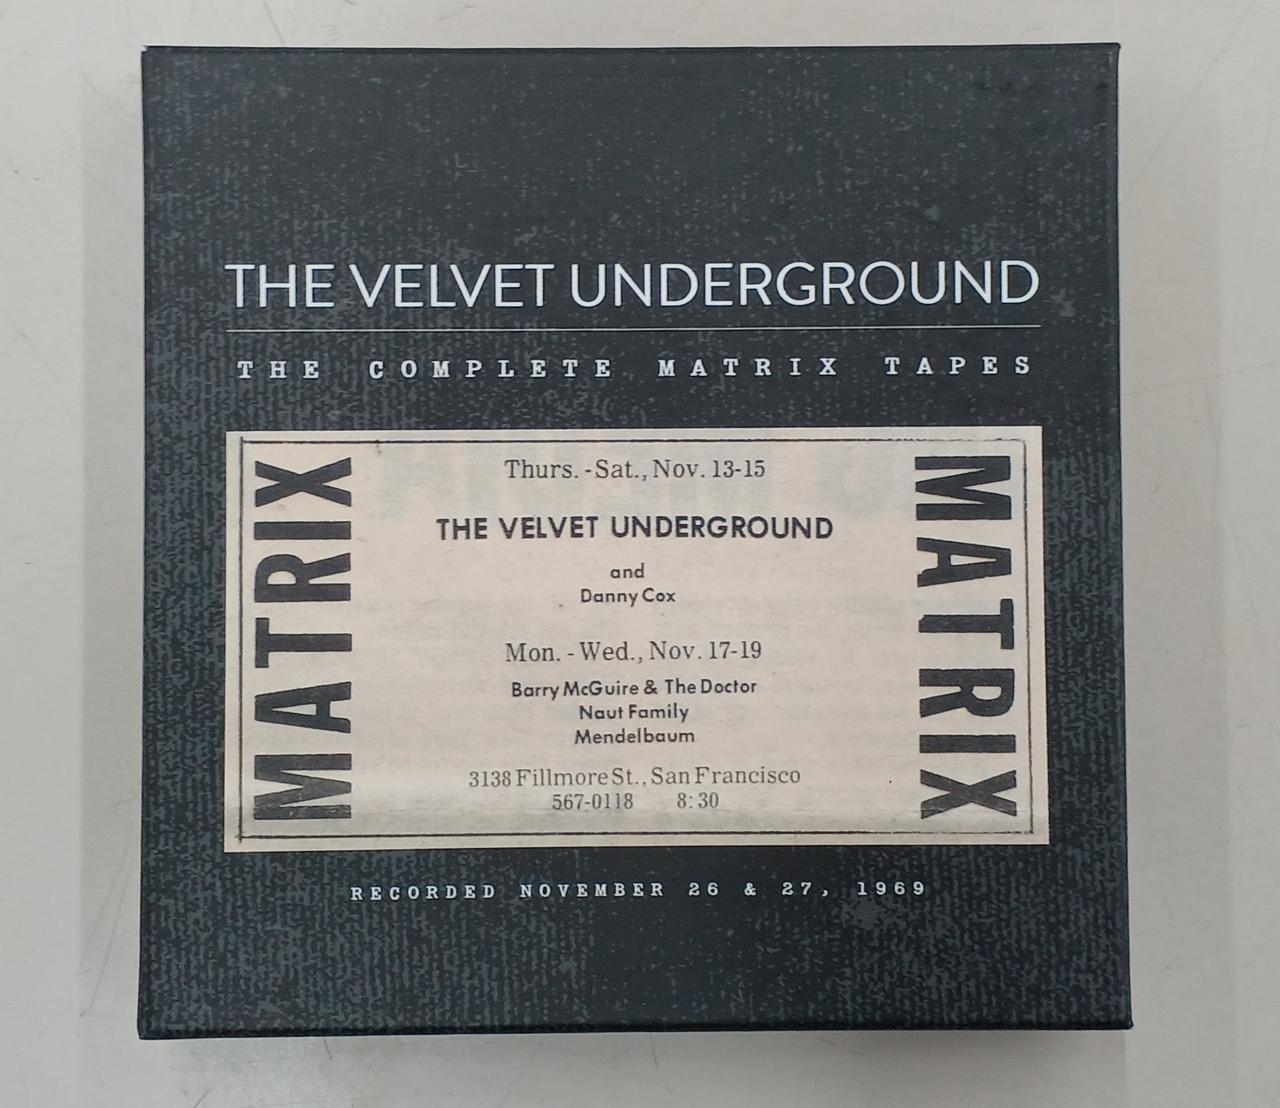 THE VELVET UNDERGROUND
THE COMPLETE MATRIX TAPES
MATRIX
Thurs. - Sat., Nov. 13-15
THE VELVET UNDERGROUND
and
Danny Cox
Mon. - Wed., Nov. 17-19
Barry McGuire & The Doctor
Naut Family
Mendelbaum
3138 Fillmore St., San Francisco
567-0118 8:30
MATRIX
RECORDED NOVEMBER 26 & 27, 1969